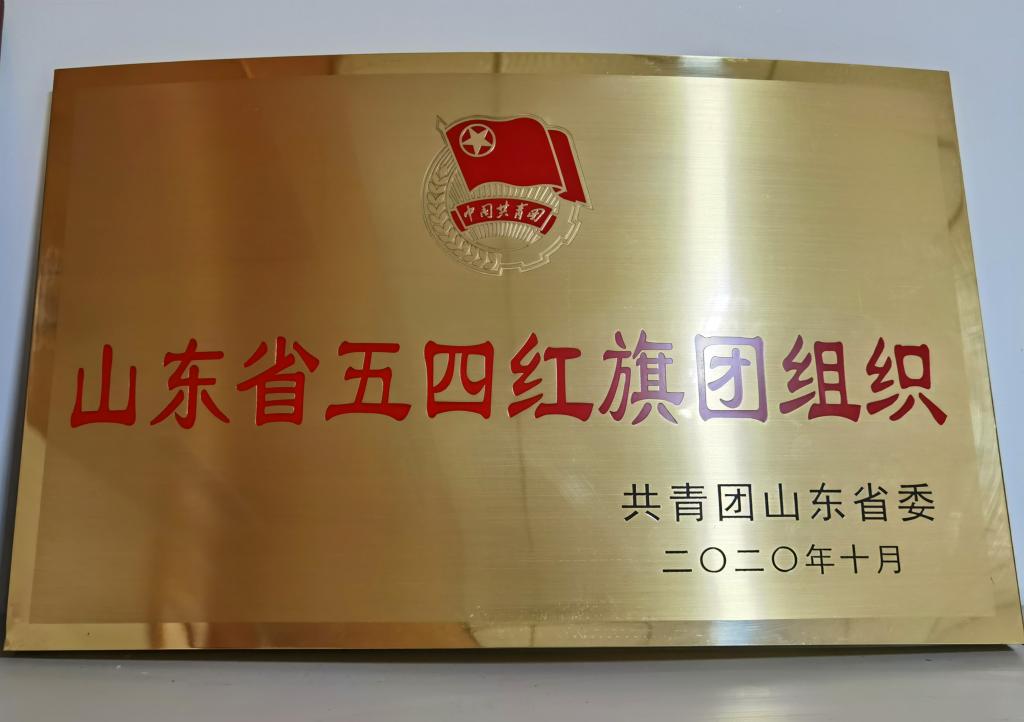 中国共青团
山东省五四红旗团组织
共青团山东省委
二〇二〇年十月